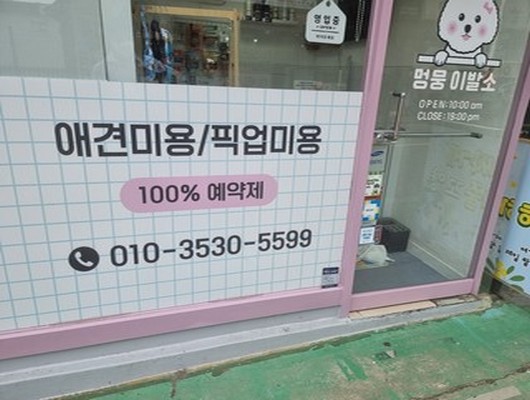 영업중
OPEN
멍뭉 이발소
OPEN:10:00 am
CLOSE:19:00 pm
애견미용/픽업미용
100% 예약제
010-3530-5599